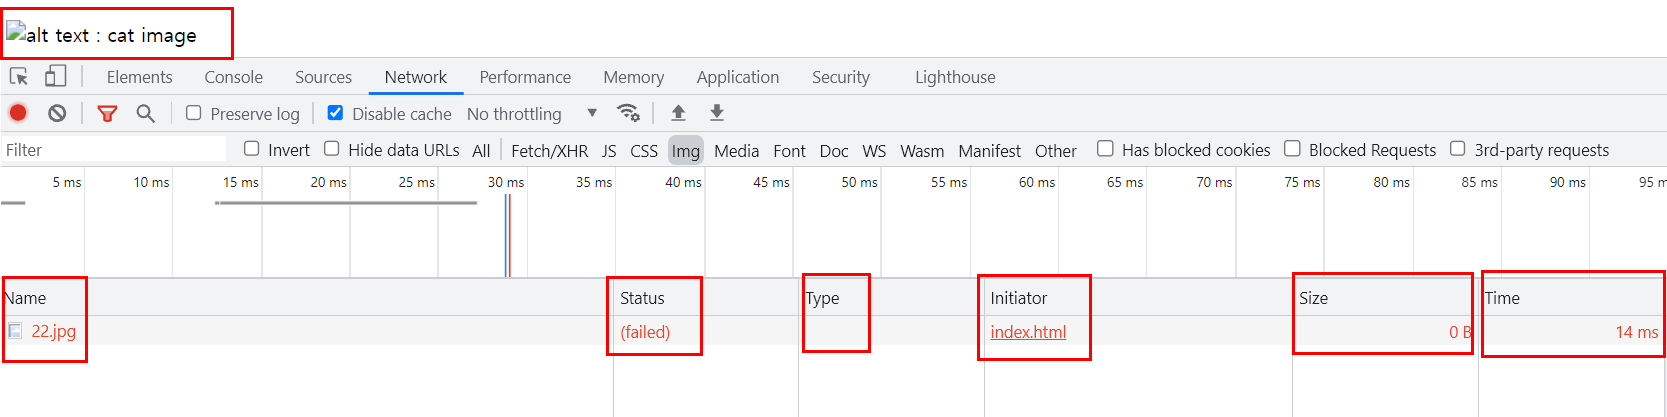 alt text : cat image
Elements Console Sources Network Performance Memory Application Security Lighthouse
Preserve log Disable cache No throttling
Filter Invert Hide data URLs All Fetch/XHR JS CSS Img Media Font Doc WS Wasm Manifest Other Has blocked cookies Blocked Requests 3rd-party requests
5 ms 10 ms 15 ms 20 ms 25 ms 30 ms 35 ms 40 ms 45 ms 50 ms 55 ms 60 ms 65 ms 70 ms 75 ms 80 ms 85 ms 90 ms 95 m
Name Status Type Initiator Size Time
22.jpg (failed) index.html 0 B 14 ms